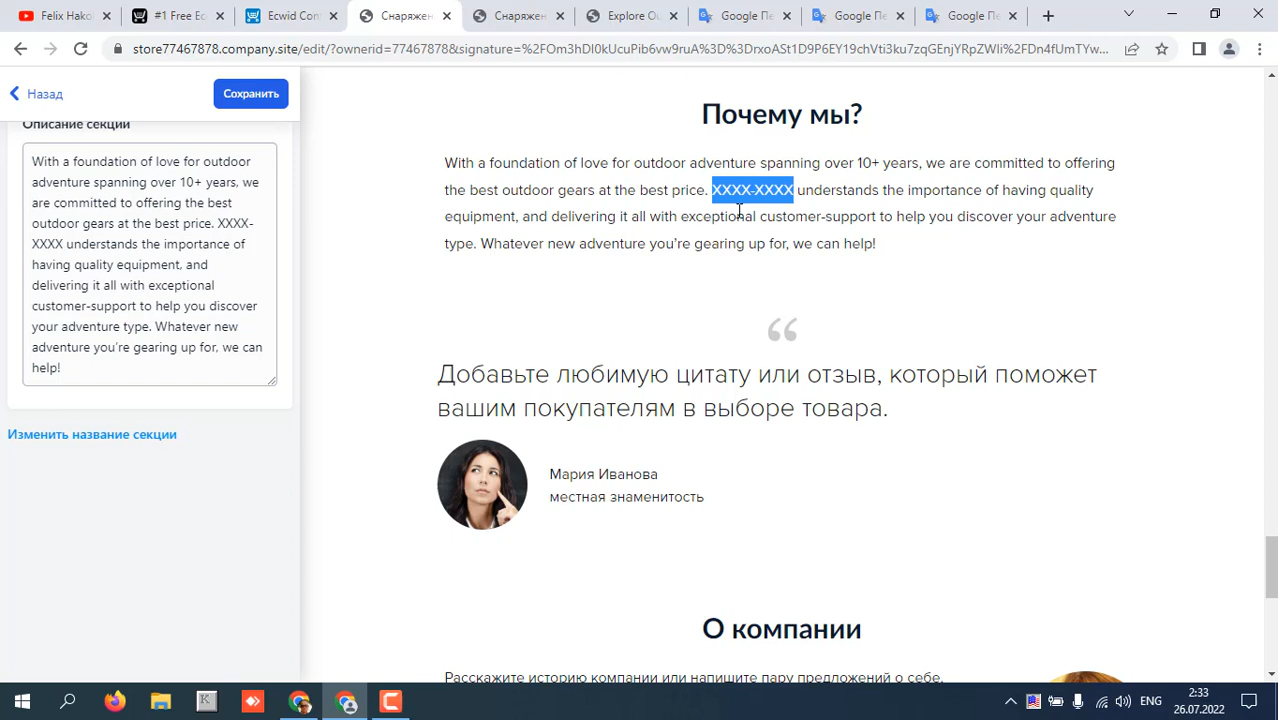 Felix Hako
#1 Free Ec
Ecwid Con
Снаряжен
Снаряжен
Explore Ou
Google Пе
Google Пе
Google Пе
store77467878.company.site/edit/?ownerid=77467878&signature=%2FOm3hDI0kUcuPib6vw9ruA%3D%3DrxoASt1D9P6EY19chVti3ku7zqGEnjYRpZWIi%2FDn4fUmTYw...
Назад
Сохранить
Описание секции
With a foundation of love for outdoor
adventure spanning over 10+ years, we
are committed to offering the best
outdoor gears at the best price. XXXX-
XXXX understands the importance of
having quality equipment, and
delivering it all with exceptional
customer-support to help you discover
your adventure type. Whatever new
adventure you’re gearing up for, we can
help!
Изменить название секции
Почему мы?
With a foundation of love for outdoor adventure spanning over 10+ years, we are committed to offering
the best outdoor gears at the best price. XXXX-XXXX understands the importance of having quality
equipment, and delivering it all with exceptional customer-support to help you discover your adventure
type. Whatever new adventure you’re gearing up for, we can help!
“
Добавьте любимую цитату или отзыв, который поможет
вашим покупателям в выборе товара.
Мария Иванова
местная знаменитость
О компании
Расскажите историю компании или напишите пару предложений о себе.
ENG
2:33
26.07.2022